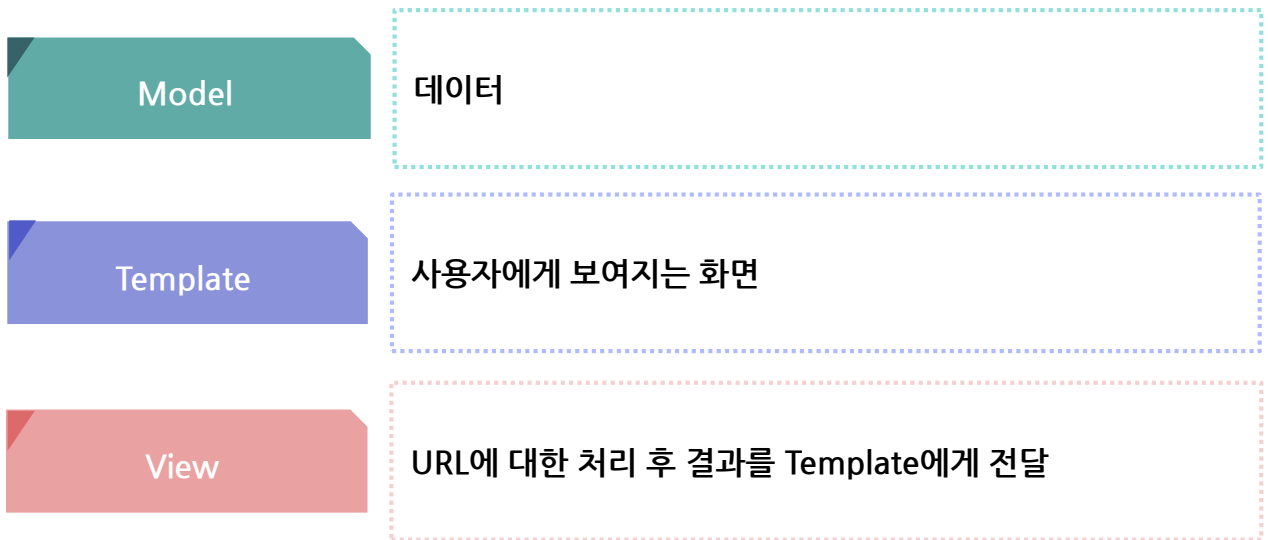 Model
데이터
Template
사용자에게 보여지는 화면
View
URL에 대한 처리 후 결과를 Template에게 전달